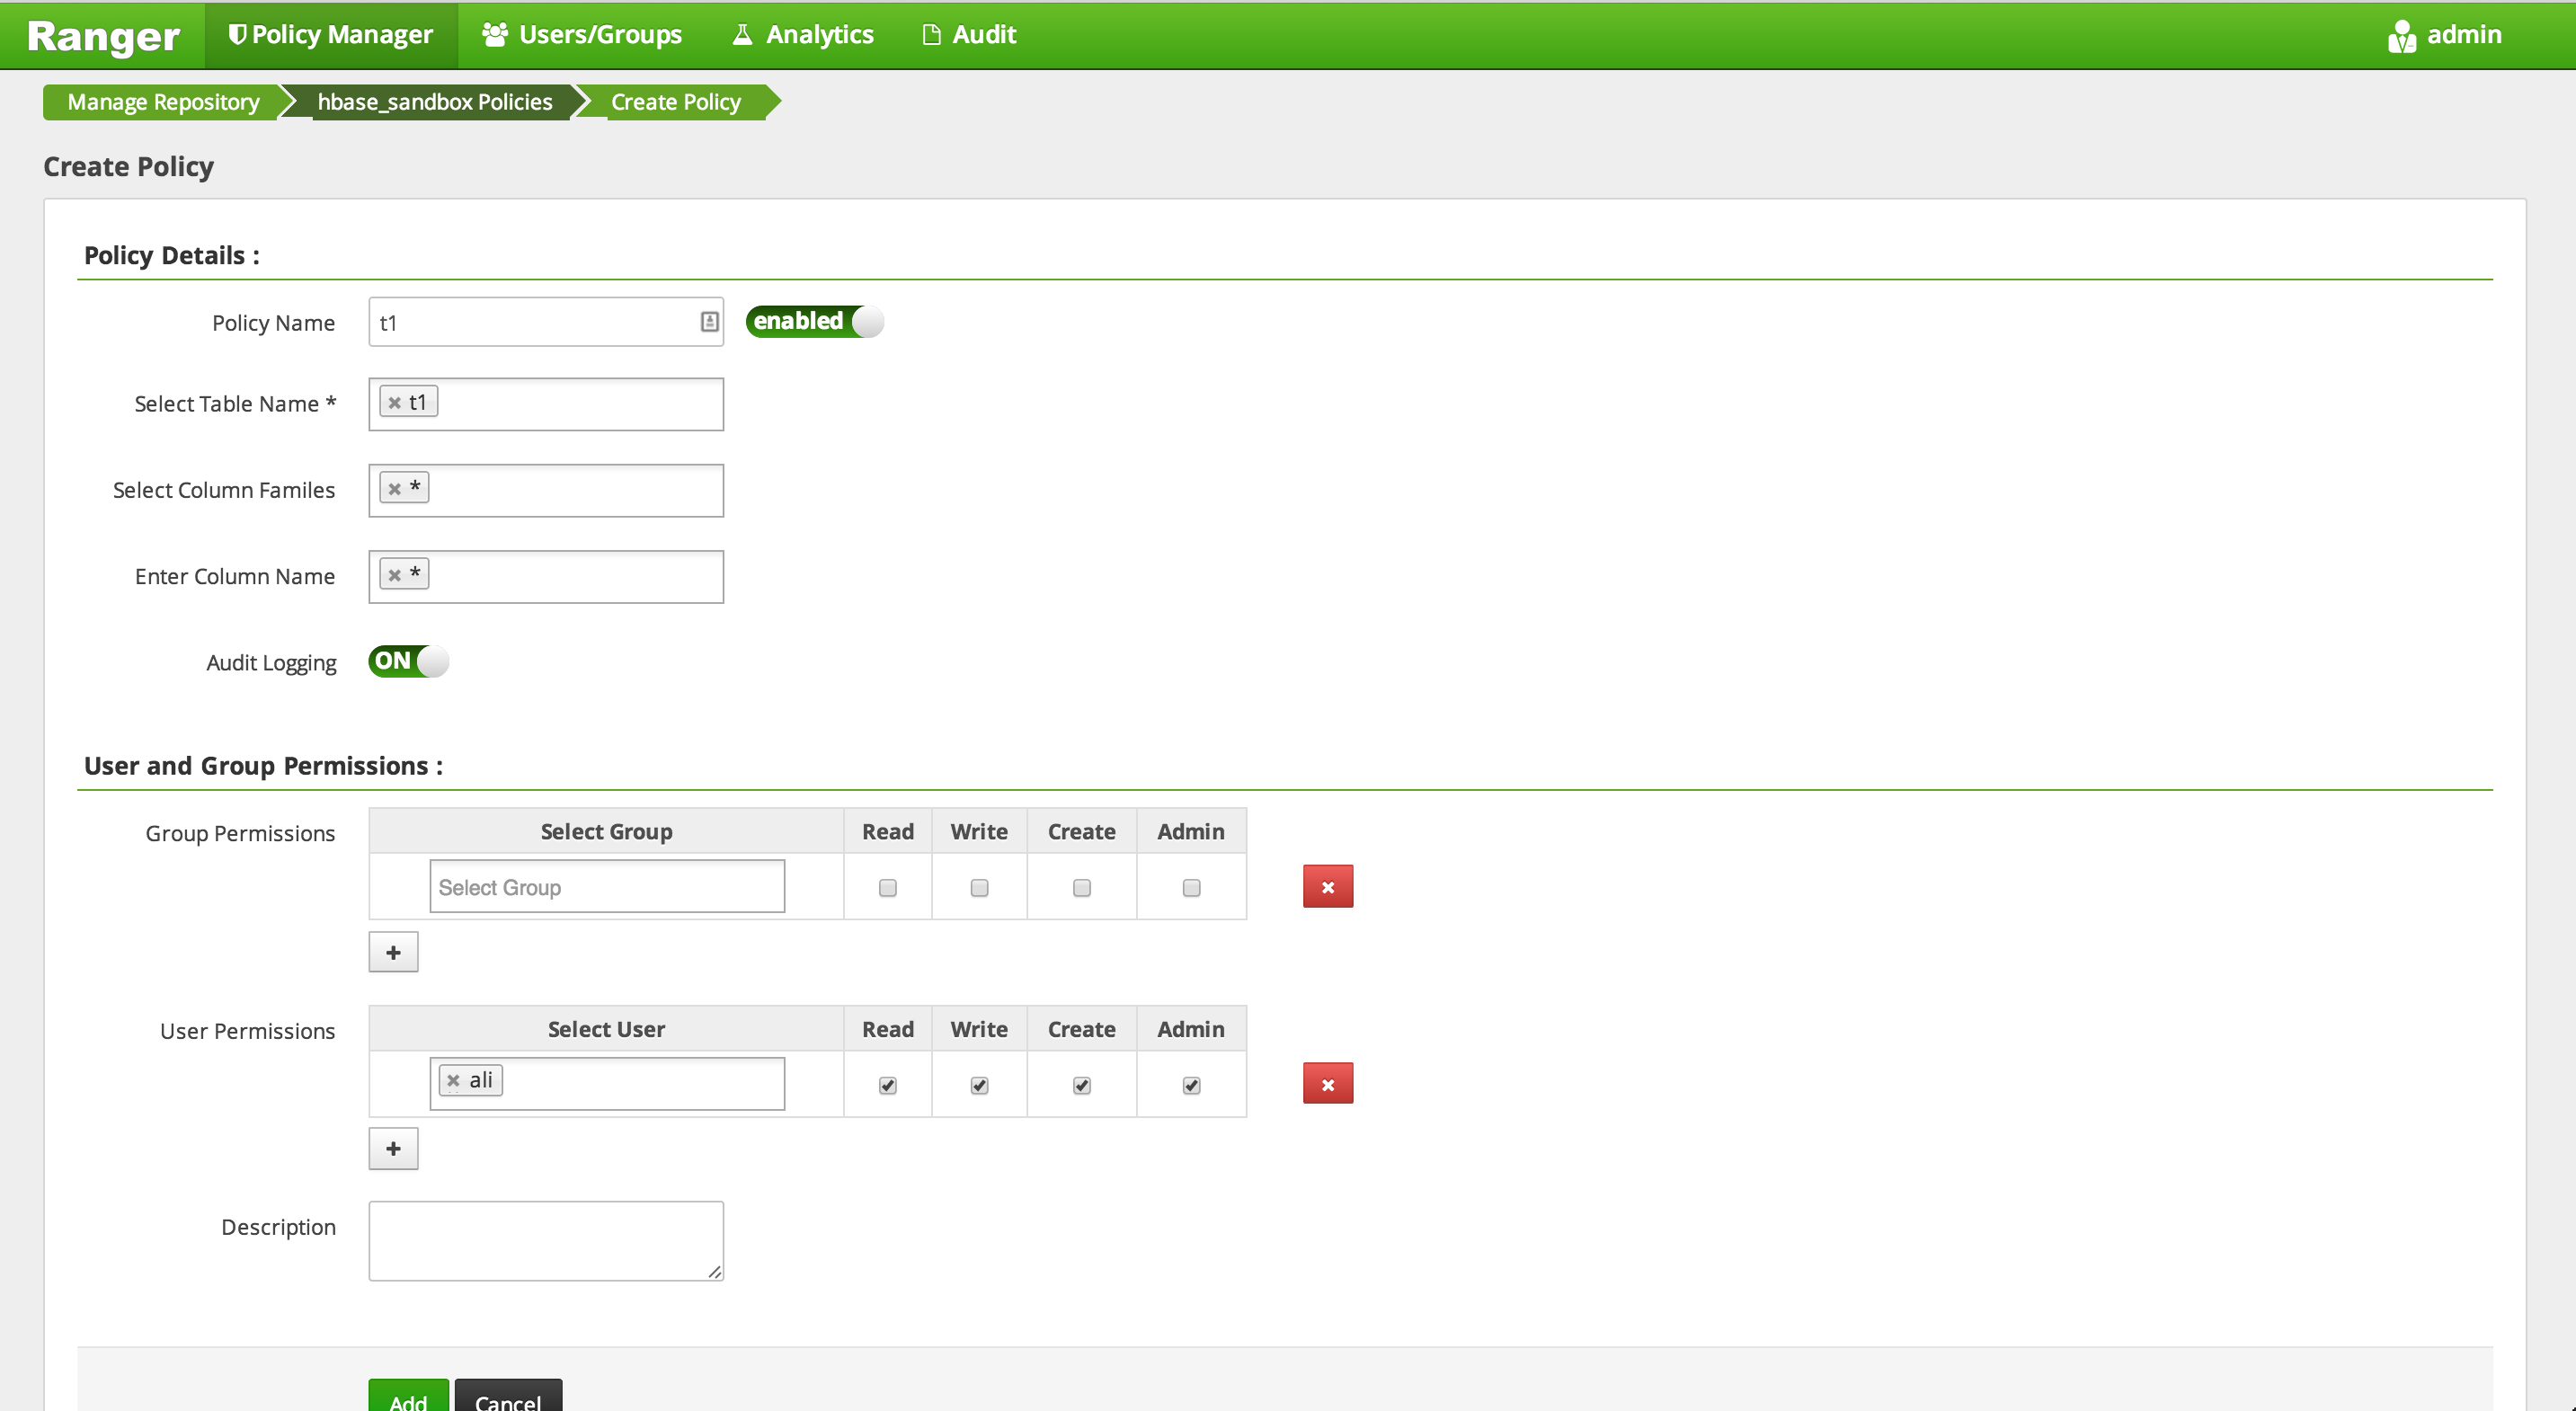 Ranger Policy Manager Users/Groups Analytics Audit admin
Manage Repository hbase_sandbox Policies Create Policy
Create Policy
Policy Details :
Policy Name t1 enabled
Select Table Name * t1
Select Column Familes *
Enter Column Name *
Audit Logging ON
User and Group Permissions :
Group Permissions Select Group Read Write Create Admin
Select Group
+
User Permissions Select User Read Write Create Admin
ali
+
Description
Add Cancel